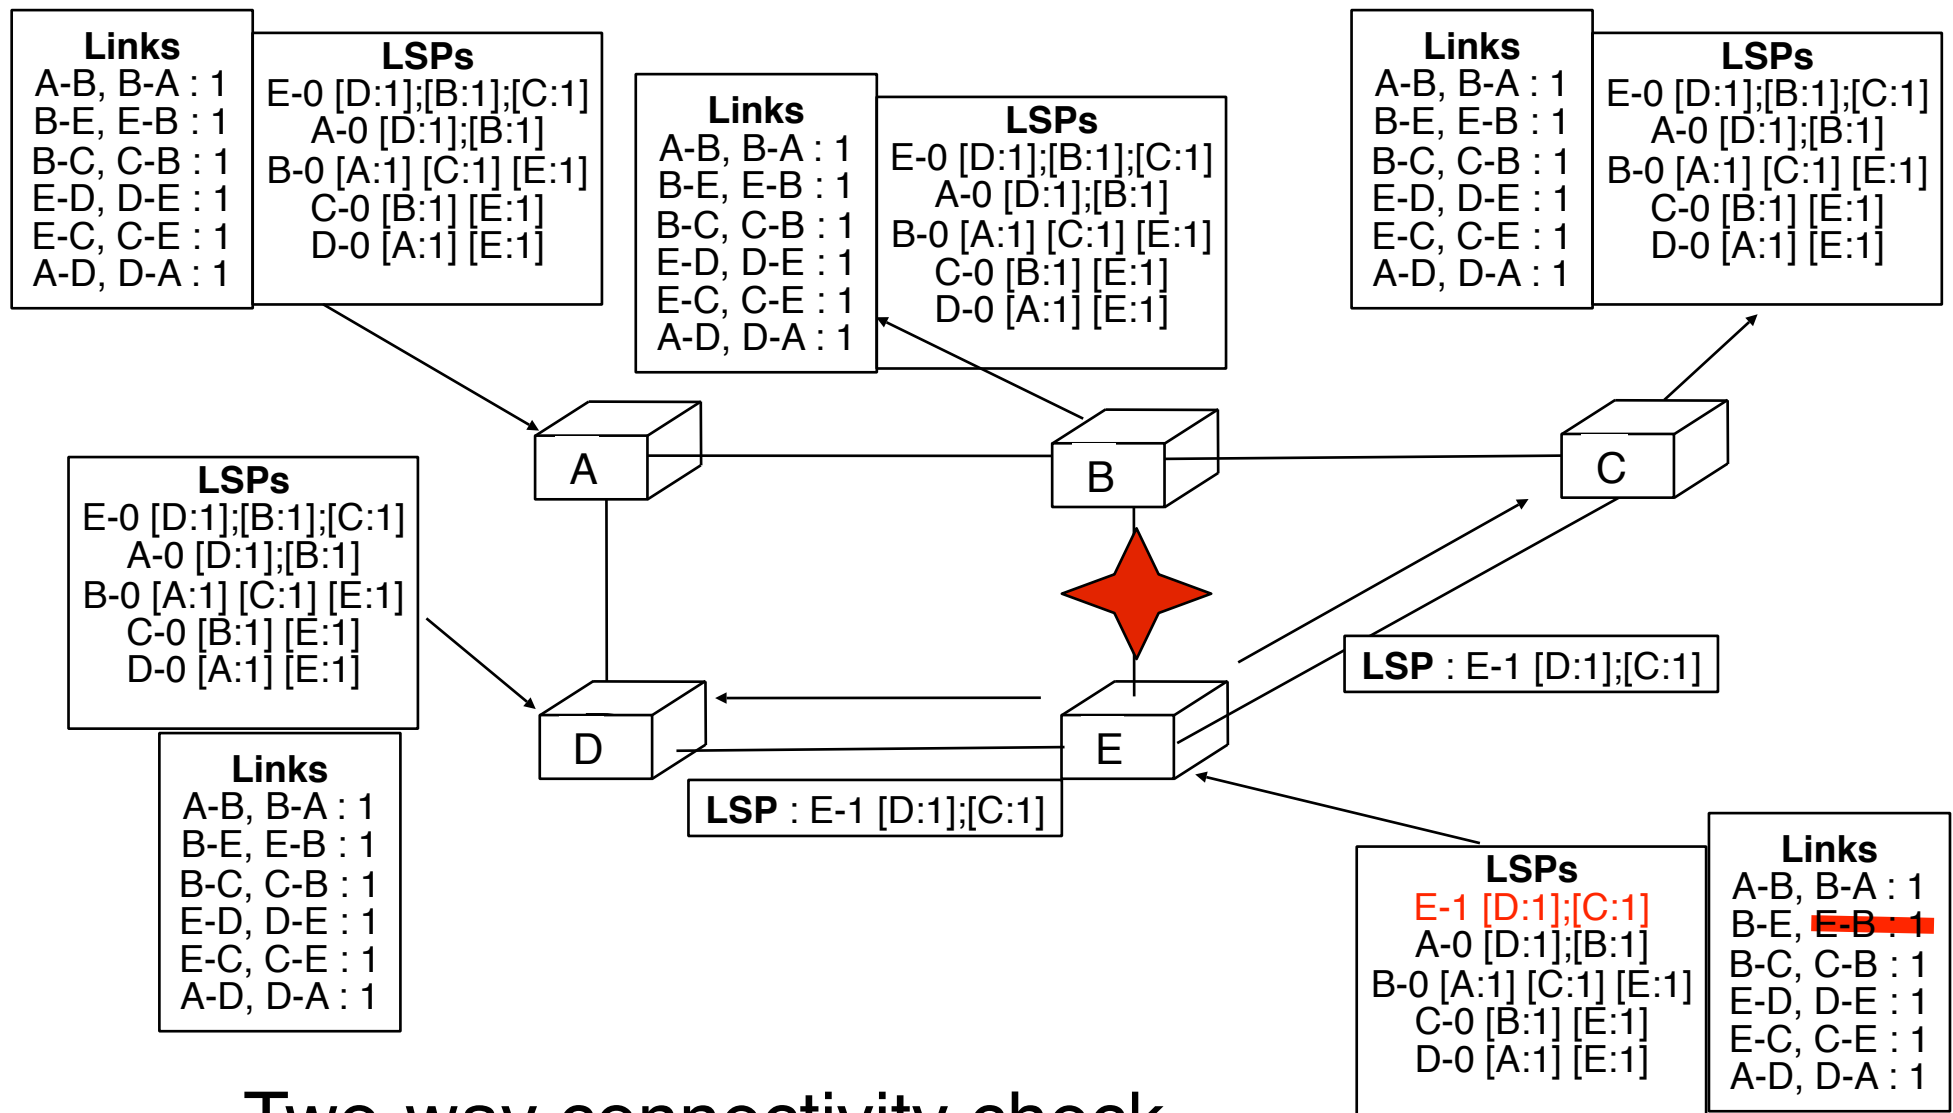 Links
A-B, B-A : 1
B-E, E-B : 1
B-C, C-B : 1
E-D, D-E : 1
E-C, C-E : 1
A-D, D-A : 1
LSPs
E-0 [D:1];[B:1];[C:1]
A-0 [D:1];[B:1]
B-0 [A:1] [C:1] [E:1]
C-0 [B:1] [E:1]
D-0 [A:1] [E:1]
Links
A-B, B-A : 1
B-E, E-B : 1
B-C, C-B : 1
E-D, D-E : 1
E-C, C-E : 1
A-D, D-A : 1
LSPs
E-0 [D:1];[B:1];[C:1]
A-0 [D:1];[B:1]
B-0 [A:1] [C:1] [E:1]
C-0 [B:1] [E:1]
D-0 [A:1] [E:1]
Links
A-B, B-A : 1
B-E, E-B : 1
B-C, C-B : 1
E-D, D-E : 1
E-C, C-E : 1
A-D, D-A : 1
LSPs
E-0 [D:1];[B:1];[C:1]
A-0 [D:1];[B:1]
B-0 [A:1] [C:1] [E:1]
C-0 [B:1] [E:1]
D-0 [A:1] [E:1]
A
B
C
LSPs
E-0 [D:1];[B:1];[C:1]
A-0 [D:1];[B:1]
B-0 [A:1] [C:1] [E:1]
C-0 [B:1] [E:1]
D-0 [A:1] [E:1]
LSP : E-1 [D:1];[C:1]
D
E
LSP : E-1 [D:1];[C:1]
Links
A-B, B-A : 1
B-E, E-B : 1
B-C, C-B : 1
E-D, D-E : 1
E-C, C-E : 1
A-D, D-A : 1
LSPs
E-1 [D:1];[C:1]
A-0 [D:1];[B:1]
B-0 [A:1] [C:1] [E:1]
C-0 [B:1] [E:1]
D-0 [A:1] [E:1]
Links
A-B, B-A : 1
B-E, E-B : 1
B-C, C-B : 1
E-D, D-E : 1
E-C, C-E : 1
A-D, D-A : 1
Two-way connectivity check